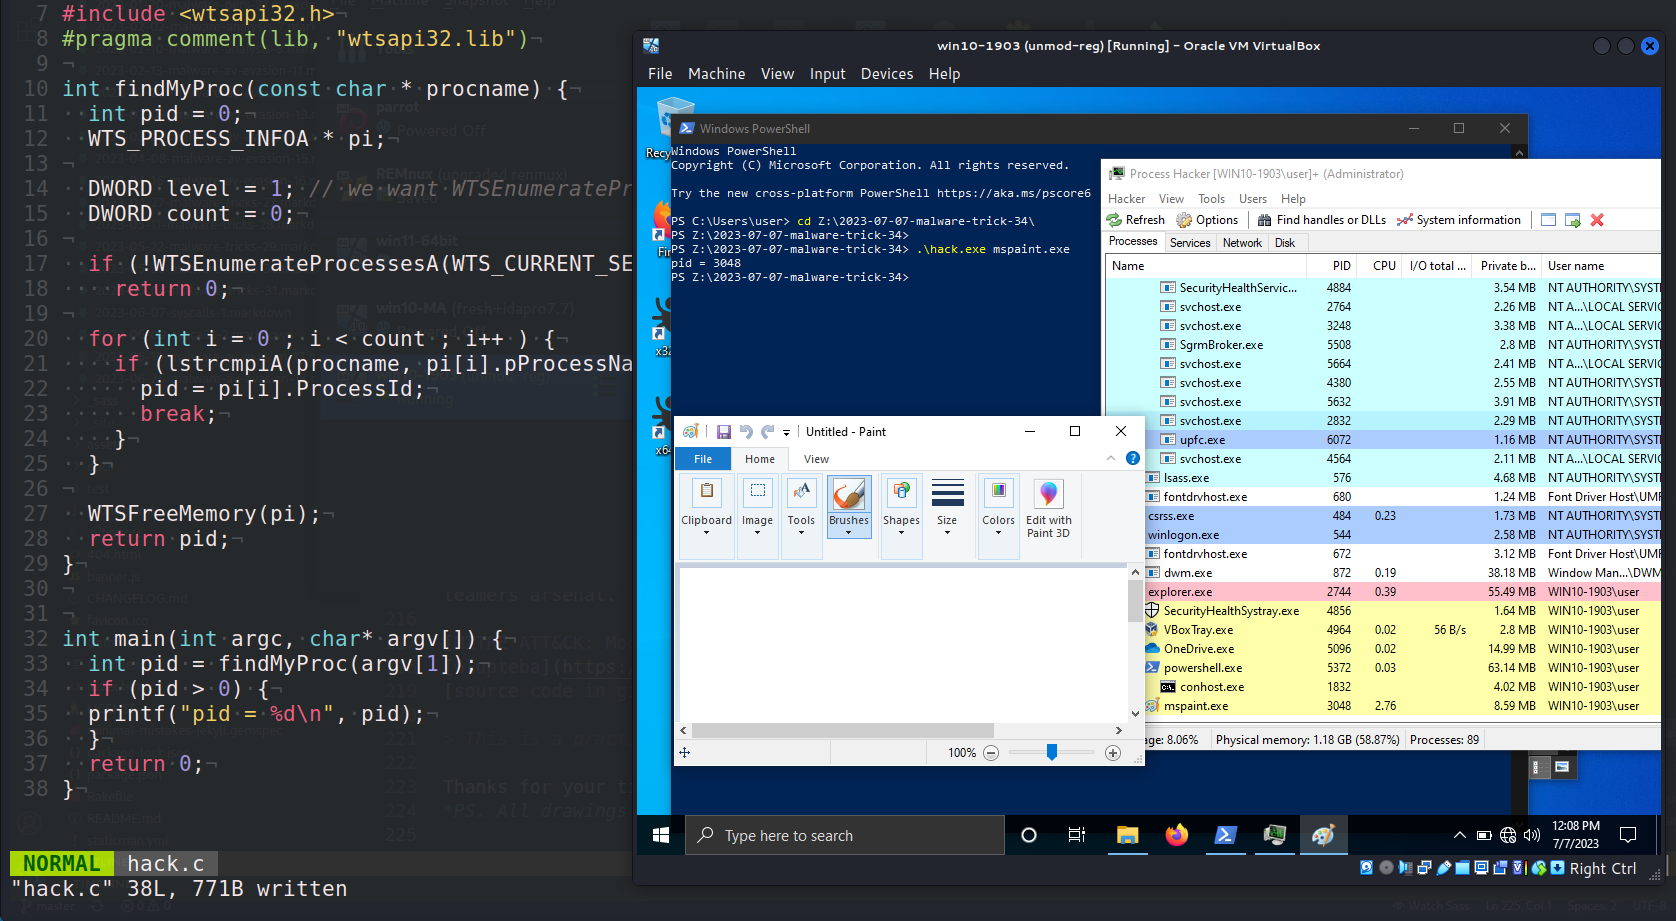 7 #include <wtsapi32.h>
8 #pragma comment(lib, "wtsapi32.lib")
9
10 int findMyProc(const char * procname) {
11 int pid = 0;
12 WTS_PROCESS_INFOA * pi;
13
14 DWORD level = 1; // we want WTSEnumeratePr
15 DWORD count = 0;
16
17 if (!WTSEnumerateProcessesA(WTS_CURRENT_SE
18 return 0;
19
20 for (int i = 0 ; i < count ; i++ ) {
21 if (lstrcmpiA(procname, pi[i].pProcessNa
22 pid = pi[i].ProcessId;
23 break;
24 }
25 }
26
27 WTSFreeMemory(pi);
28 return pid;
29 }
30
31
32 int main(int argc, char* argv[]) {
33 int pid = findMyProc(argv[1]);
34 if (pid > 0) {
35 printf("pid = %d\n", pid);
36 }
37 return 0;
38 }
NORMAL hack.c
"hack.c" 38L, 771B written
win10-1903 (unmod-reg) [Running] - Oracle VM VirtualBox
File Machine View Input Devices Help
Recy
Fir
x32
x64
Windows PowerShell
Windows PowerShell
Copyright (C) Microsoft Corporation. All rights reserved.
Try the new cross-platform PowerShell https://aka.ms/pscore6
PS C:\Users\user> cd Z:\2023-07-07-malware-trick-34\
PS Z:\2023-07-07-malware-trick-34>
PS Z:\2023-07-07-malware-trick-34> .\hack.exe mspaint.exe
pid = 3048
PS Z:\2023-07-07-malware-trick-34>
Process Hacker [WIN10-1903\user]+ (Administrator)
Hacker View Tools Users Help
Refresh Options Find handles or DLLs System information
Processes Services Network Disk
Name PID CPU I/O total ... Private b... User name
SecurityHealthServic... 4884 3.54 MB NT AUTHORITY\SYSTE
svchost.exe 2764 2.26 MB NT A...\LOCAL SERVIC
svchost.exe 3248 3.38 MB NT AUTHORITY\SYSTE
SgrmBroker.exe 5508 2.8 MB NT AUTHORITY\SYSTE
svchost.exe 5664 2.41 MB NT A...\LOCAL SERVIC
svchost.exe 4380 2.55 MB NT AUTHORITY\SYSTE
svchost.exe 5632 3.91 MB NT AUTHORITY\SYSTE
svchost.exe 2832 2.29 MB NT AUTHORITY\SYSTE
upfc.exe 6072 1.16 MB NT AUTHORITY\SYSTE
svchost.exe 4564 2.11 MB NT A...\LOCAL SERVIC
lsass.exe 576 4.68 MB NT AUTHORITY\SYSTE
fontdrvhost.exe 680 1.24 MB Font Driver Host\UMF
csrss.exe 484 0.23 1.73 MB NT AUTHORITY\SYSTE
winlogon.exe 544 2.58 MB NT AUTHORITY\SYSTE
fontdrvhost.exe 672 3.12 MB Font Driver Host\UMF
dwm.exe 872 0.19 38.18 MB Window Man...\DWM
explorer.exe 2744 0.39 55.49 MB WIN10-1903\user
SecurityHealthSystray.exe 4856 1.64 MB WIN10-1903\user
VBoxTray.exe 4964 0.02 56 B/s 2.8 MB WIN10-1903\user
OneDrive.exe 5096 0.02 14.99 MB WIN10-1903\user
powershell.exe 5372 0.03 63.14 MB WIN10-1903\user
conhost.exe 1832 4.02 MB WIN10-1903\user
mspaint.exe 3048 2.76 8.59 MB WIN10-1903\user
age: 8.06% Physical memory: 1.18 GB (58.87%) Processes: 89
Untitled - Paint
File Home View
Clipboard Image Tools Brushes Shapes Size Colors Edit with
Paint 3D
100%
Type here to search
12:08 PM
7/7/2023
Right Ctrl